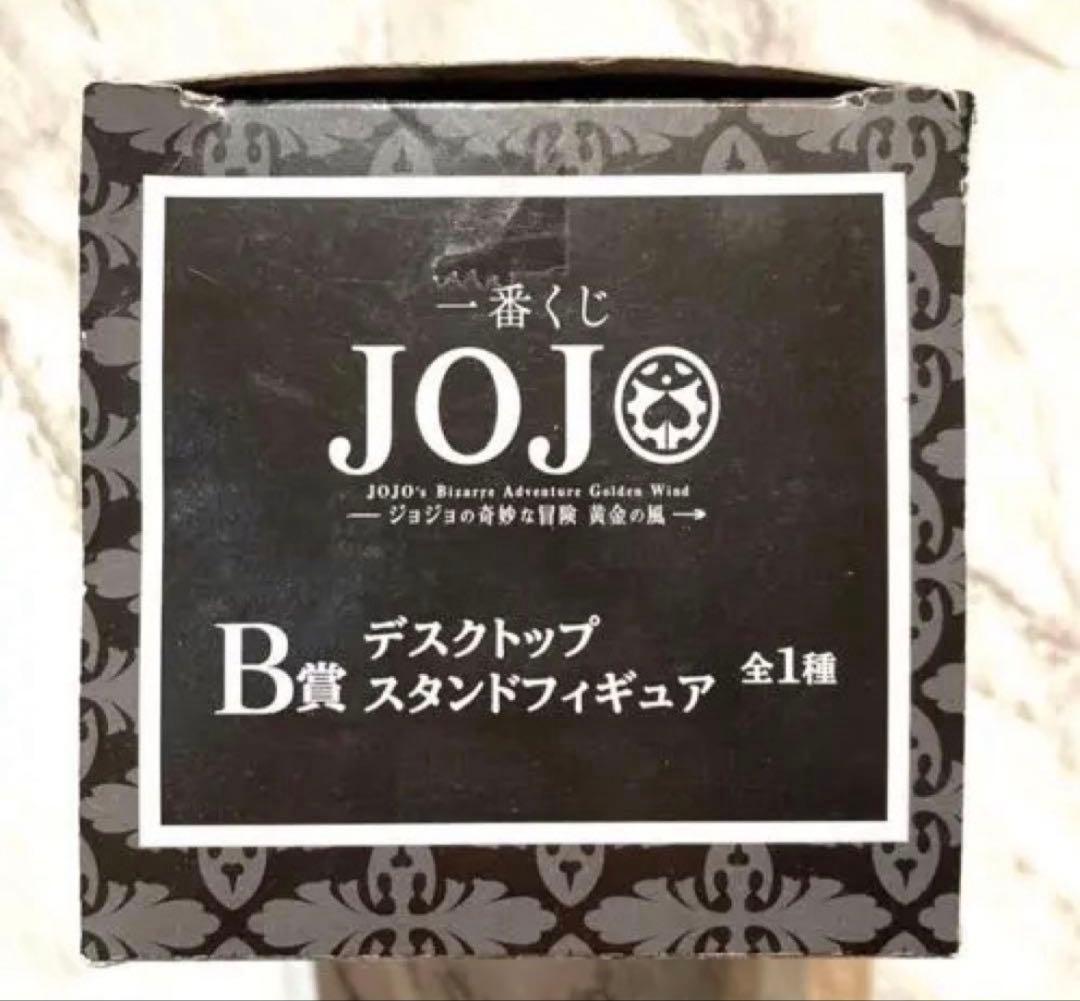 一番くじ
JOJO
JOJO's Bizarre Adventure Golden Wind
ジョジョの奇妙な冒険 黄金の風
B賞 デスクトップ
スタンドフィギュア 全1種